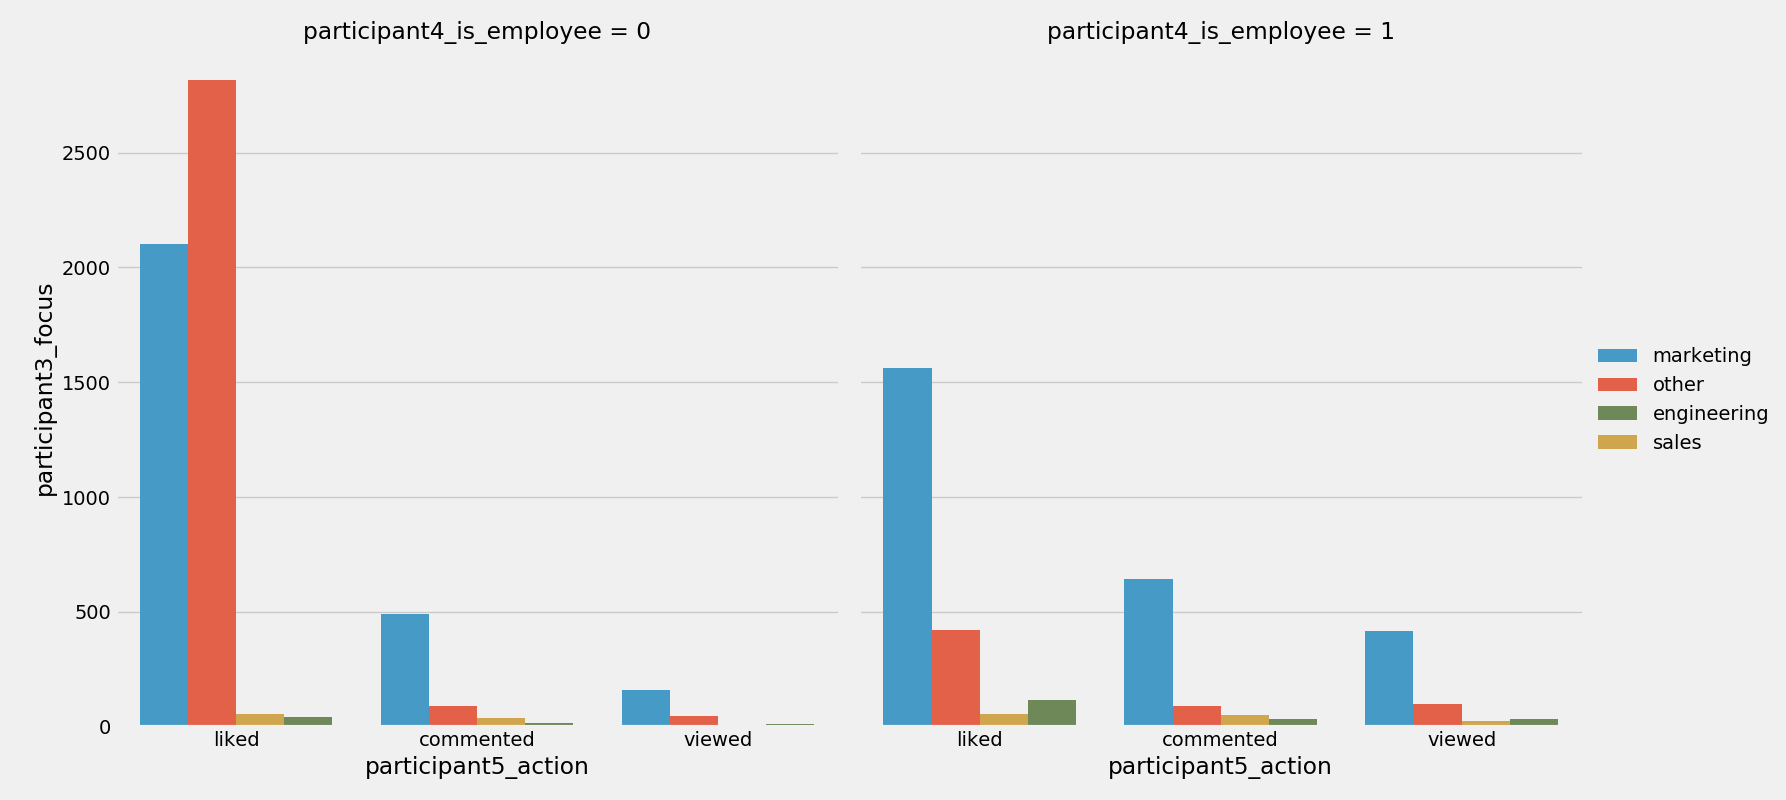 participant4_is_employee = 0
participant4_is_employee = 1
participant3_focus
2500
2000
1500
1000
500
0
liked commented viewed
participant5_action
liked commented viewed
participant5_action
marketing
other
engineering
sales